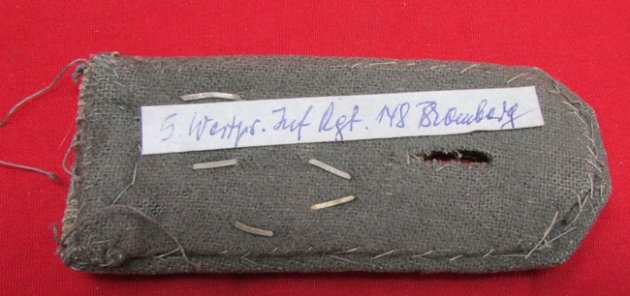 5. Westpr. Inf Rgt. 148 Bromberg